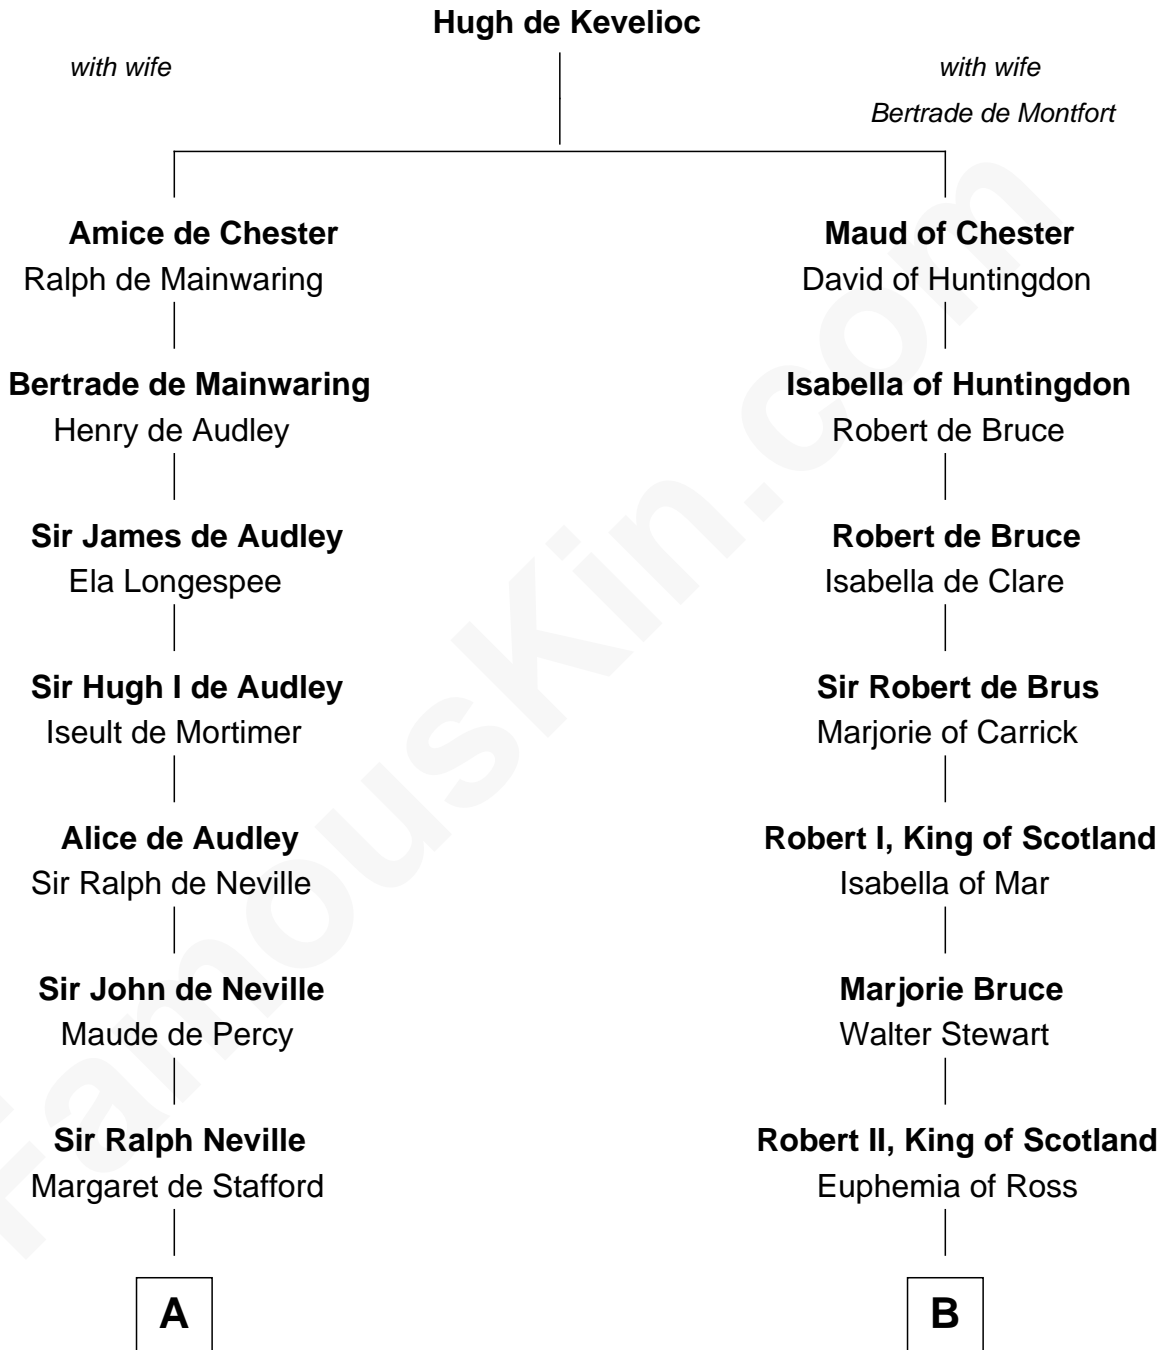 Hugh de Kevelioc
with wife
with wife
Bertrade de Montfort
Amice de Chester
Ralph de Mainwaring
Bertrade de Mainwaring
Henry de Audley
Sir James de Audley
Ela Longespee
Sir Hugh I de Audley
Iseult de Mortimer
Alice de Audley
Sir Ralph de Neville
Sir John de Neville
Maude de Percy
Sir Ralph Neville
Margaret de Stafford
A
Maud of Chester
David of Huntingdon
Isabella of Huntingdon
Robert de Bruce
Robert de Bruce
Isabella de Clare
Sir Robert de Brus
Marjorie of Carrick
Robert I, King of Scotland
Isabella of Mar
Marjorie Bruce
Walter Stewart
Robert II, King of Scotland
Euphemia of Ross
B
FamousKin.com